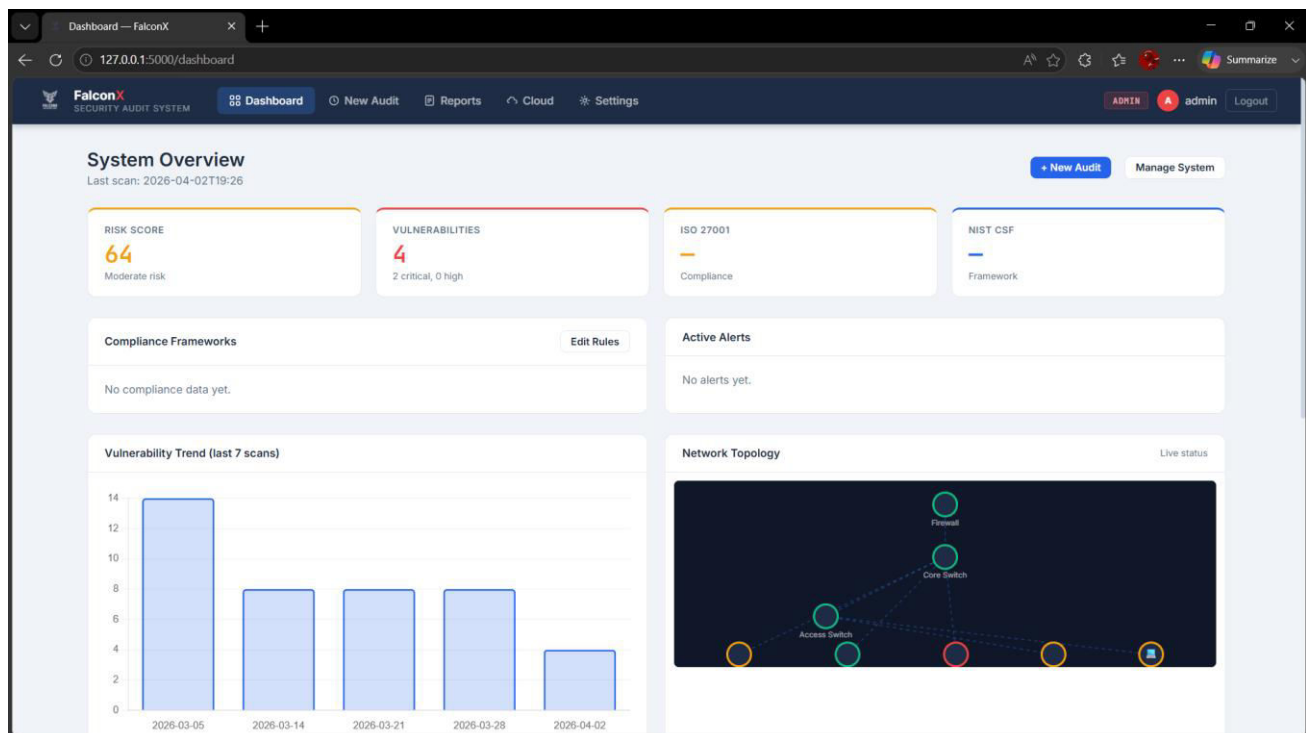 Dashboard — FalconX
127.0.0.1:5000/dashboard
Summarize
FalconX
SECURITY AUDIT SYSTEM
Dashboard
New Audit
Reports
Cloud
Settings
ADMIN
A
admin
Logout
System Overview
Last scan: 2026-04-02T19:26
+ New Audit
Manage System
RISK SCORE
64
Moderate risk
VULNERABILITIES
4
2 critical, 0 high
ISO 27001
—
Compliance
NIST CSF
—
Framework
Compliance Frameworks
Edit Rules
No compliance data yet.
Active Alerts
No alerts yet.
Vulnerability Trend (last 7 scans)
14
12
10
8
6
4
2
0
2026-03-05
2026-03-14
2026-03-21
2026-03-28
2026-04-02
Network Topology
Live status
Firewall
Core Switch
Access Switch